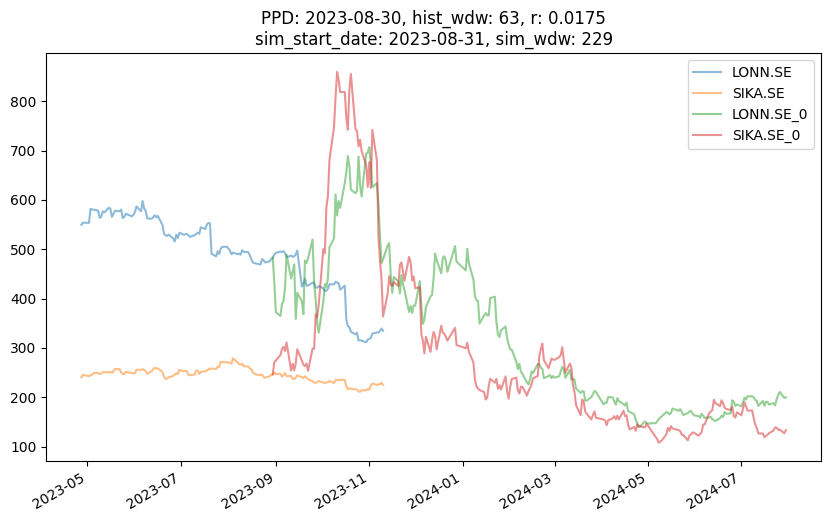 PPD: 2023-08-30, hist_wdw: 63, r: 0.0175
sim_start_date: 2023-08-31, sim_wdw: 229
LONN.SE
SIKA.SE
LONN.SE_0
SIKA.SE_0
800
700
600
500
400
300
200
100
2023-05
2023-07
2023-09
2023-11
2024-01
2024-03
2024-05
2024-07